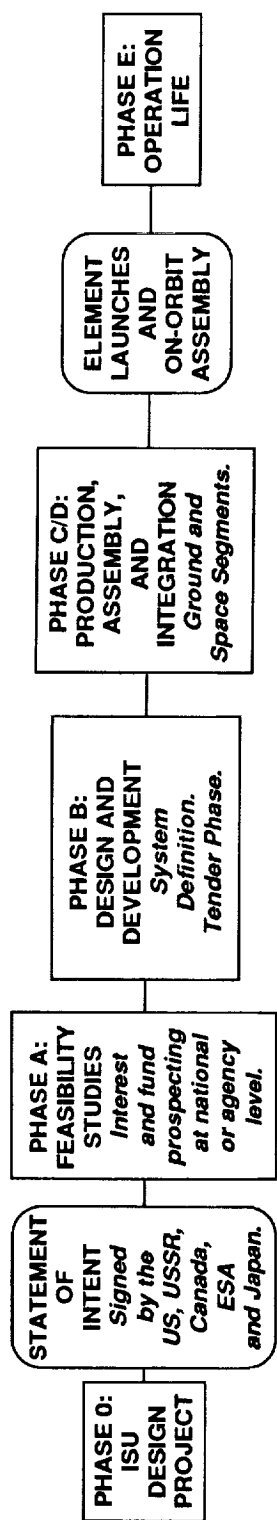 PHASE 0:
ISU
DESIGN
PROJECT
STATEMENT
OF
INTENT
Signed
by the
US, USSR,
Canada,
ESA
and Japan.
PHASE A:
FEASIBILITY
STUDIES
Interest
and fund
prospecting
at national
or agency
level.
PHASE B:
DESIGN AND
DEVELOPMENT
System
Definition.
Tender Phase.
PHASE C/D:
PRODUCTION,
ASSEMBLY,
AND
INTEGRATION
Ground and
Space Segments.
ELEMENT
LAUNCHES
AND
ON-ORBIT
ASSEMBLY
PHASE E:
OPERATION
LIFE